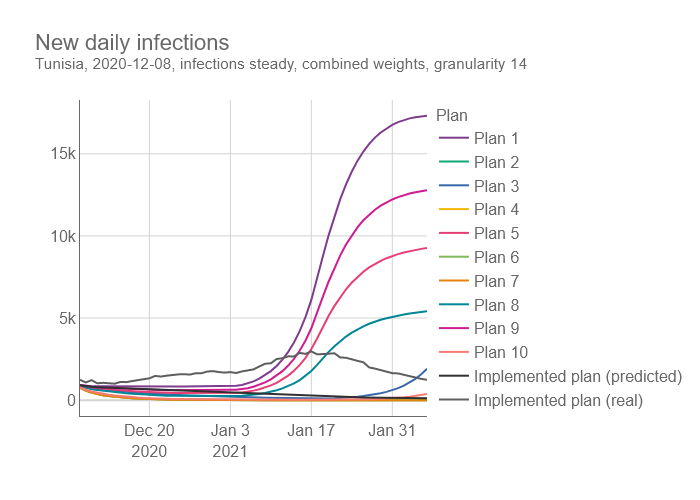 New daily infections
Tunisia, 2020-12-08, infections steady, combined weights, granularity 14
Plan
15k
10k
5k
0
Dec 20
2020
Jan 3
2021
Jan 17
Jan 31
Plan 1
Plan 2
Plan 3
Plan 4
Plan 5
Plan 6
Plan 7
Plan 8
Plan 9
Plan 10
Implemented plan (predicted)
Implemented plan (real)